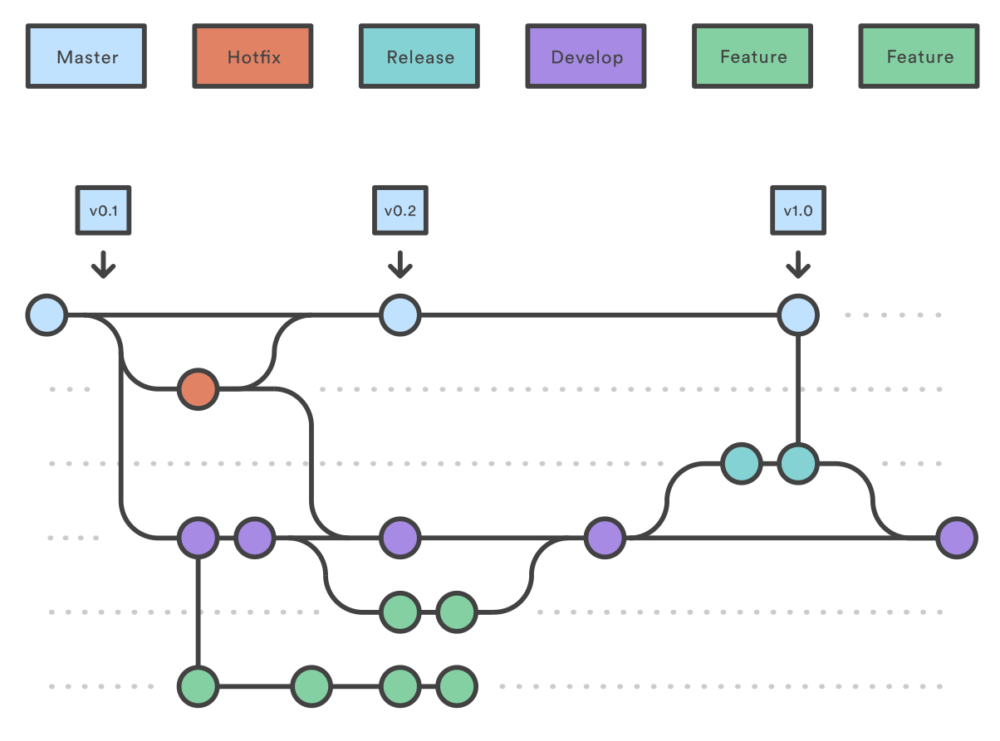 Master
Hotfix
Release
Develop
Feature
Feature
v0.1
v0.2
v1.0